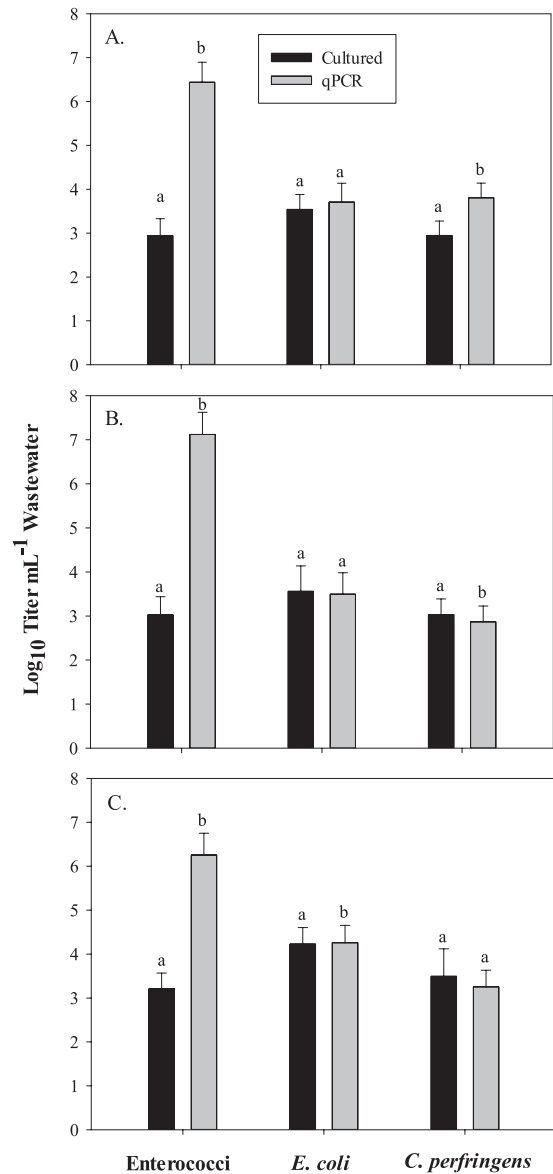 A.
Cultured
qPCR
8
7
6
5
4
3
2
1
0
a
b
a
a
a
b
B.
8
7
6
5
4
3
2
1
0
a
b
a
a
a
b
Log10 Titer mL-1 Wastewater
C.
8
7
6
5
4
3
2
1
0
a
b
a
b
a
a
Enterococci E. coli C. perfringens